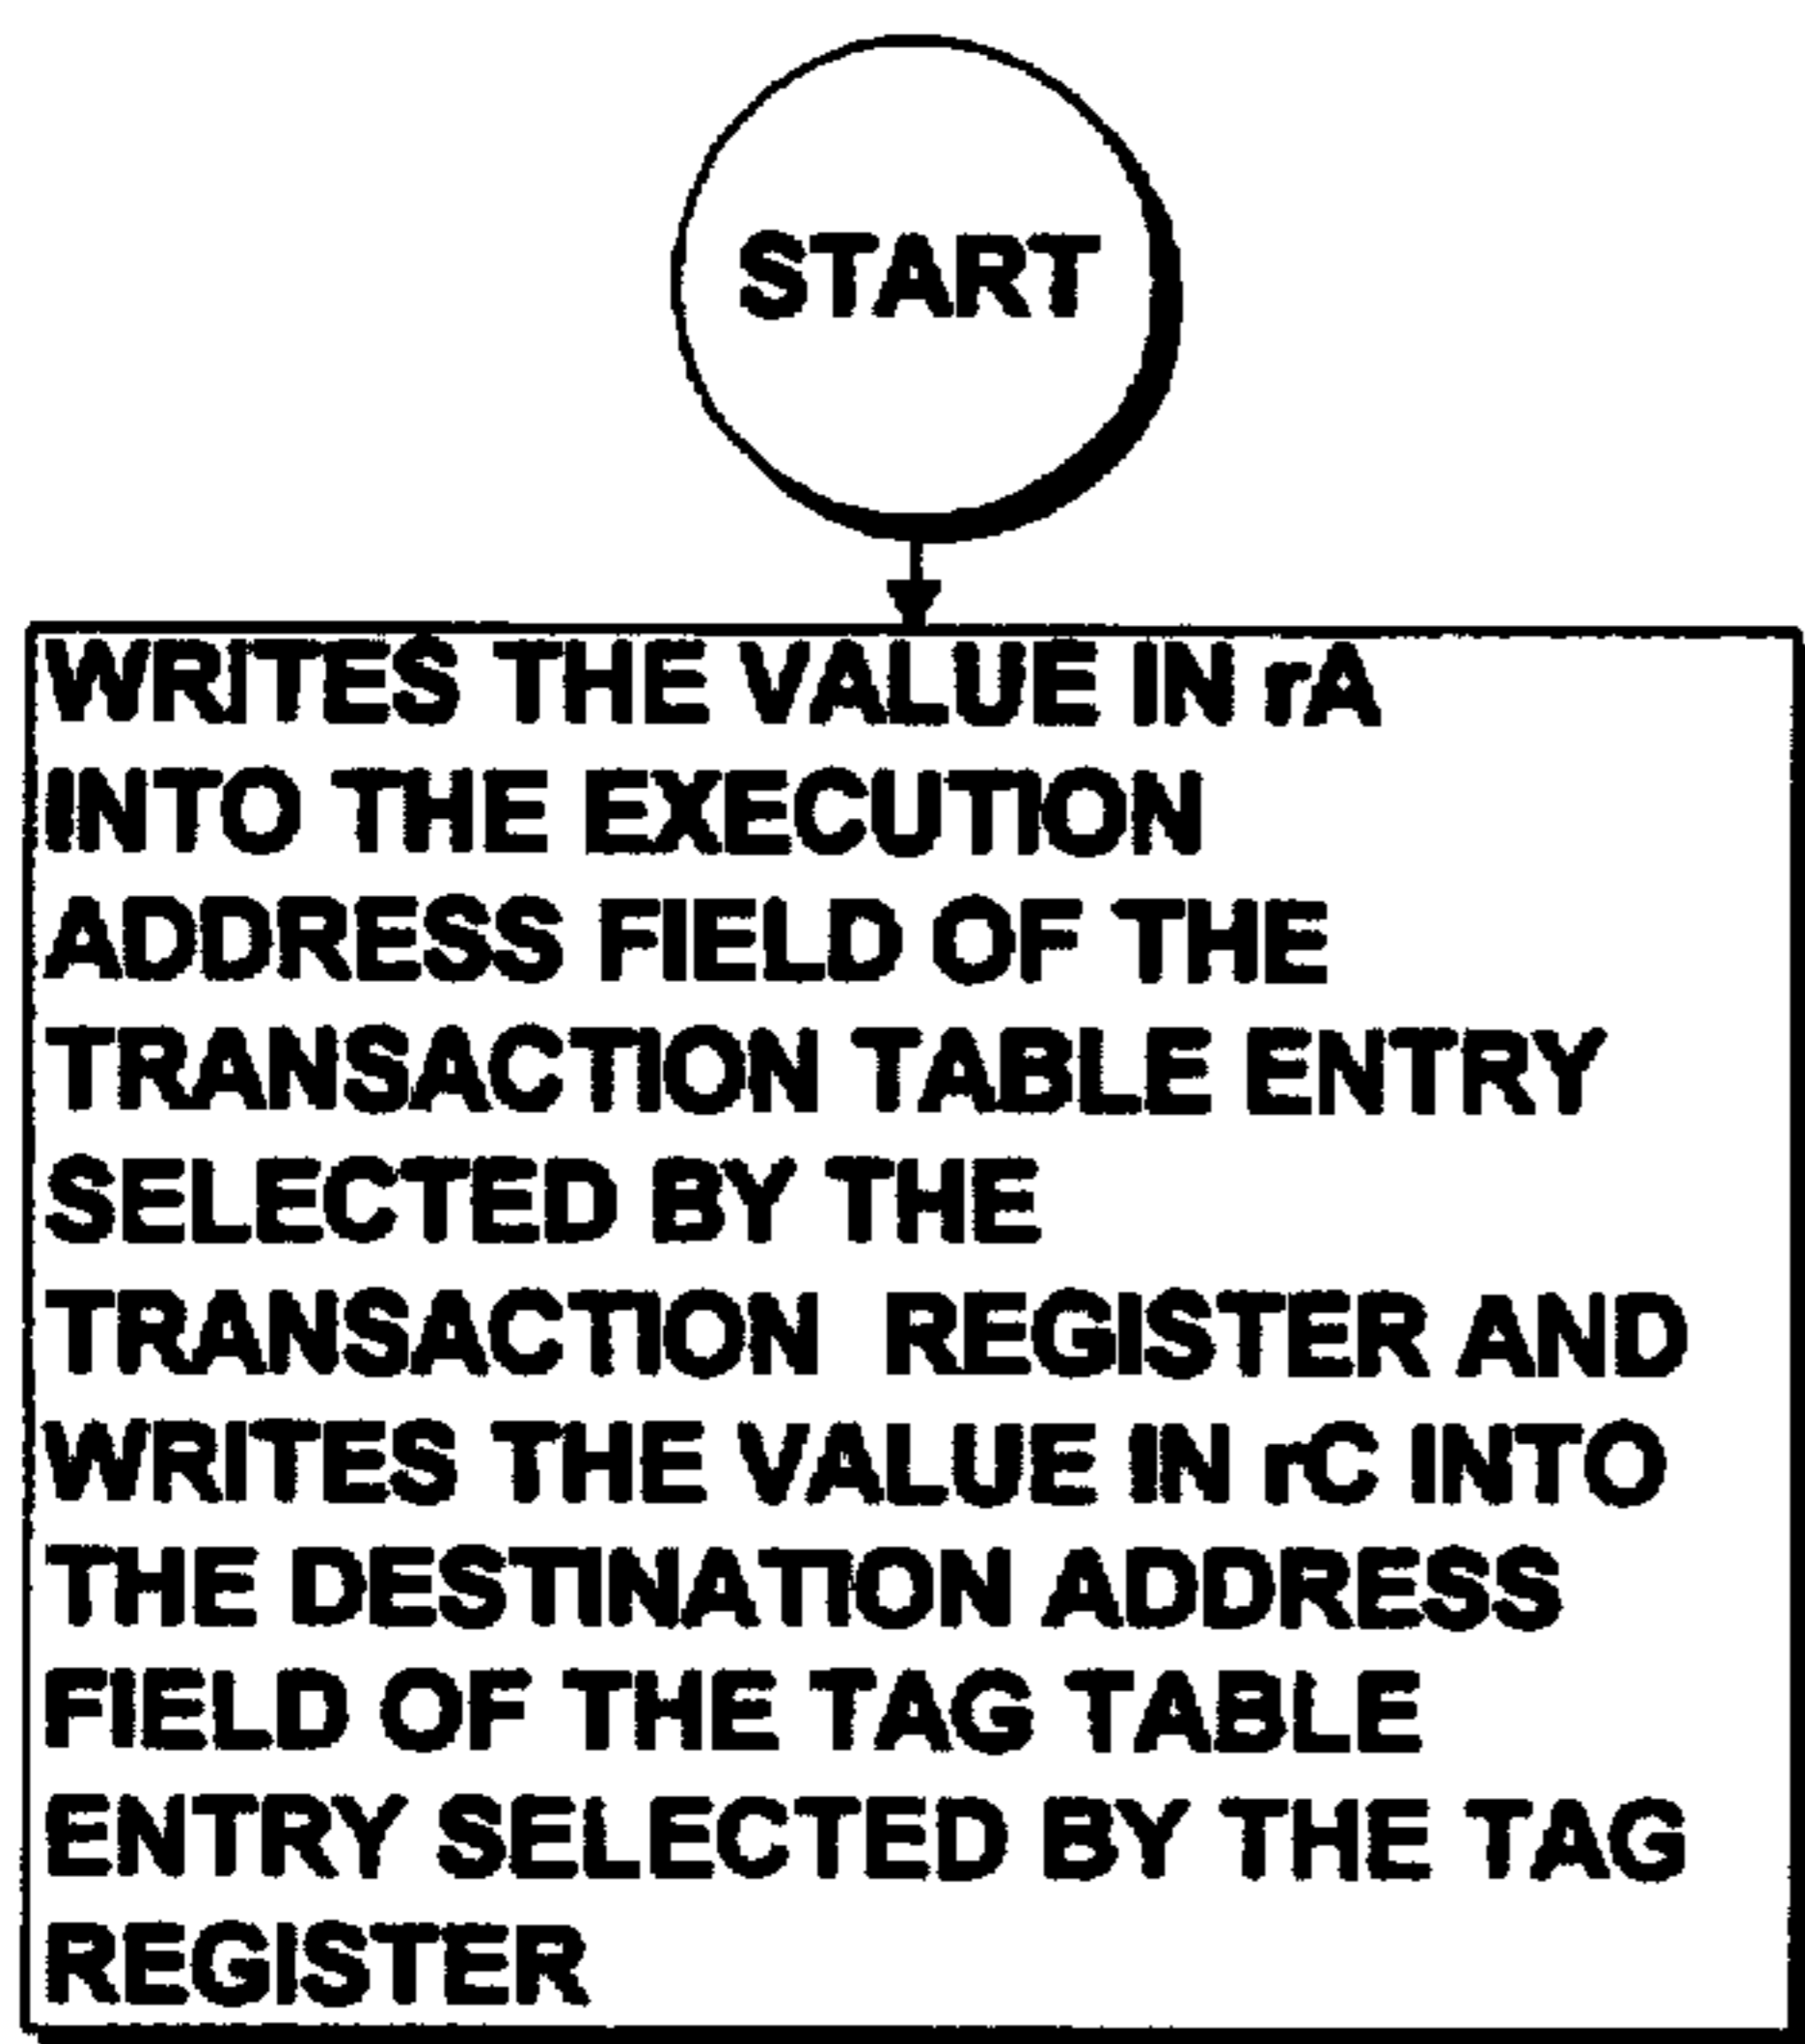 START
WRITES THE VALUE IN rA
INTO THE EXECUTION
ADDRESS FIELD OF THE
TRANSACTION TABLE ENTRY
SELECTED BY THE
TRANSACTION REGISTER AND
WRITES THE VALUE IN rC INTO
THE DESTINATION ADDRESS
FIELD OF THE TAG TABLE
ENTRY SELECTED BY THE TAG
REGISTER